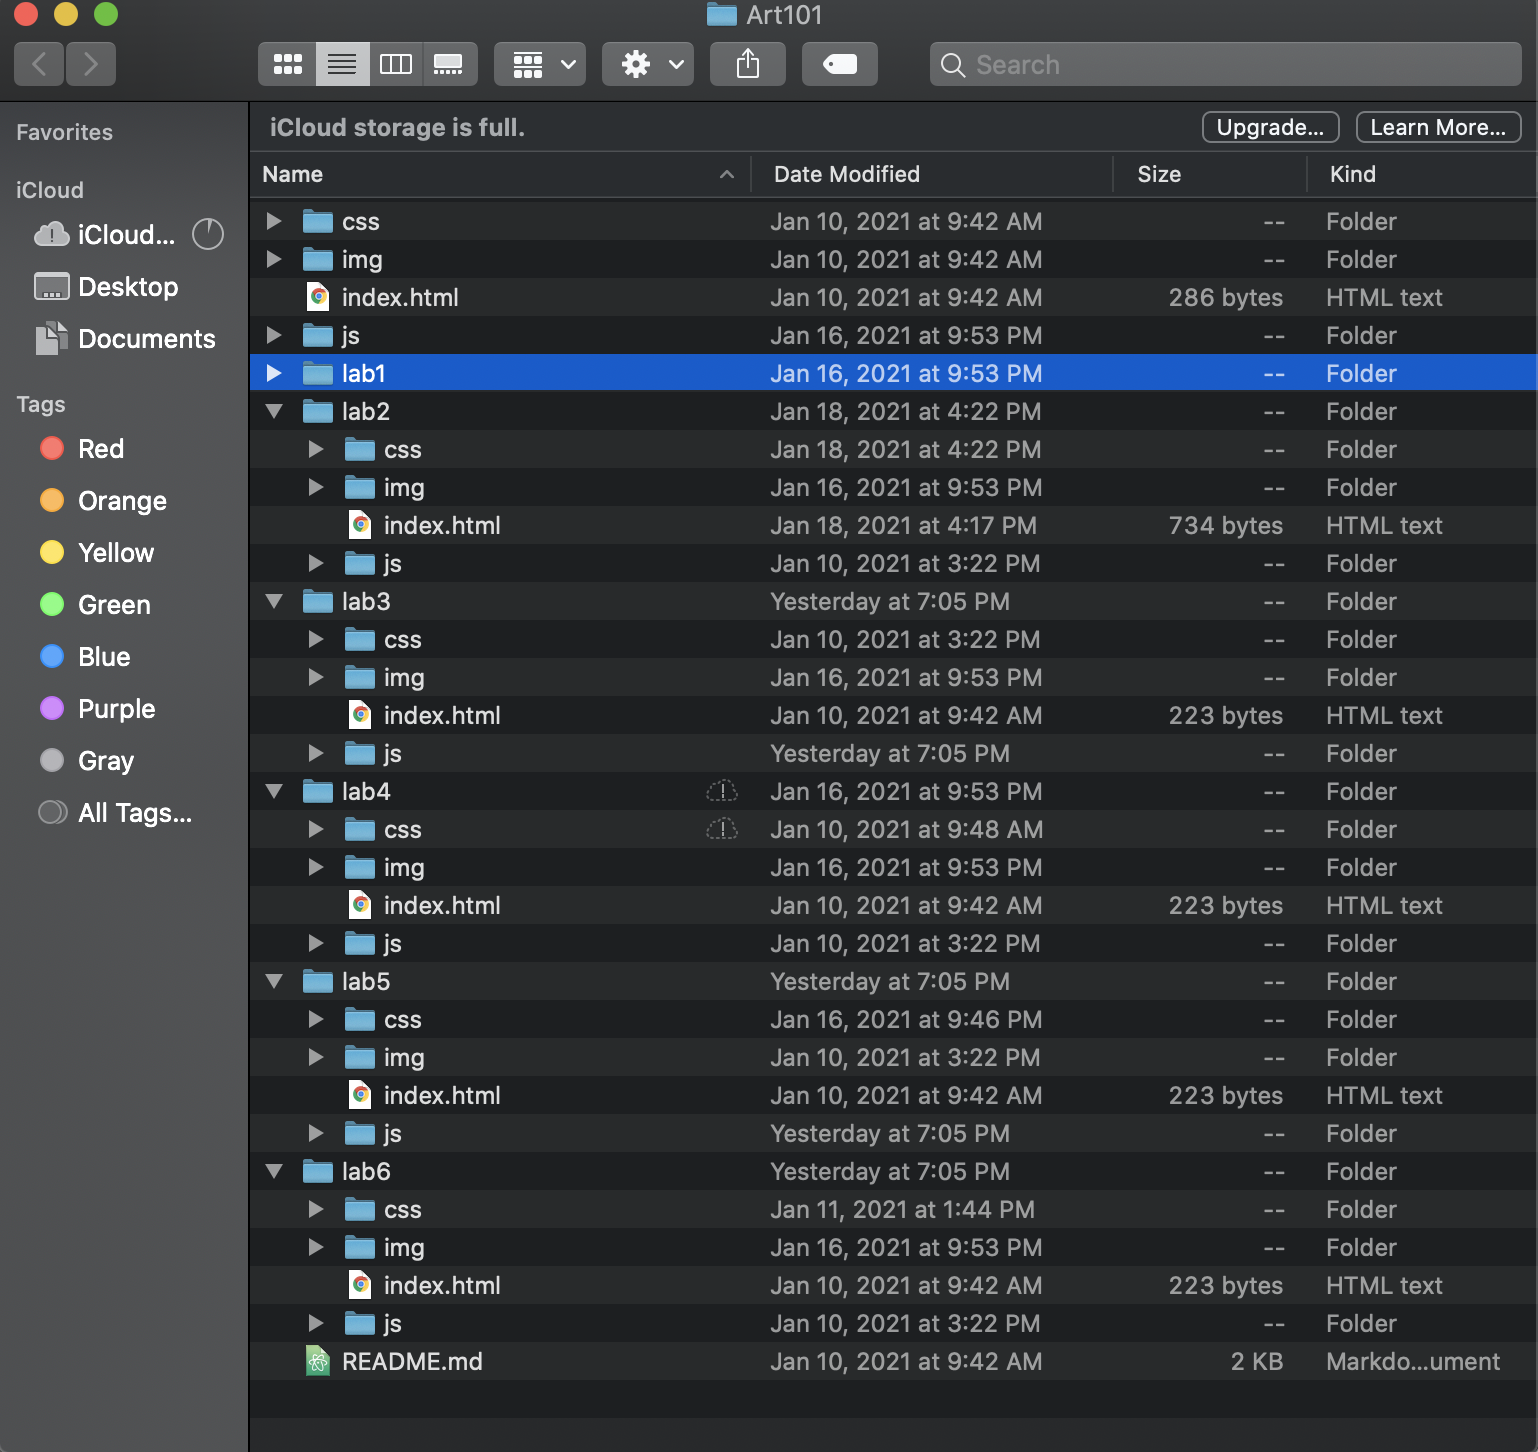 Art101
Search
Favorites
iCloud
iCloud...
Desktop
Documents
Tags
Red
Orange
Yellow
Green
Blue
Purple
Gray
All Tags...
iCloud storage is full. Upgrade... Learn More...
Name Date Modified Size Kind
css Jan 10, 2021 at 9:42 AM -- Folder
img Jan 10, 2021 at 9:42 AM -- Folder
index.html Jan 10, 2021 at 9:42 AM 286 bytes HTML text
js Jan 16, 2021 at 9:53 PM -- Folder
lab1 Jan 16, 2021 at 9:53 PM -- Folder
lab2 Jan 18, 2021 at 4:22 PM -- Folder
css Jan 18, 2021 at 4:22 PM -- Folder
img Jan 16, 2021 at 9:53 PM -- Folder
index.html Jan 18, 2021 at 4:17 PM 734 bytes HTML text
js Jan 10, 2021 at 3:22 PM -- Folder
lab3 Yesterday at 7:05 PM -- Folder
css Jan 10, 2021 at 3:22 PM -- Folder
img Jan 16, 2021 at 9:53 PM -- Folder
index.html Jan 10, 2021 at 9:42 AM 223 bytes HTML text
js Yesterday at 7:05 PM -- Folder
lab4 Jan 16, 2021 at 9:53 PM -- Folder
css Jan 10, 2021 at 9:48 AM -- Folder
img Jan 16, 2021 at 9:53 PM -- Folder
index.html Jan 10, 2021 at 9:42 AM 223 bytes HTML text
js Jan 10, 2021 at 3:22 PM -- Folder
lab5 Yesterday at 7:05 PM -- Folder
css Jan 16, 2021 at 9:46 PM -- Folder
img Jan 10, 2021 at 3:22 PM -- Folder
index.html Jan 10, 2021 at 9:42 AM 223 bytes HTML text
js Yesterday at 7:05 PM -- Folder
lab6 Yesterday at 7:05 PM -- Folder
css Jan 11, 2021 at 1:44 PM -- Folder
img Jan 16, 2021 at 9:53 PM -- Folder
index.html Jan 10, 2021 at 9:42 AM 223 bytes HTML text
js Jan 10, 2021 at 3:22 PM -- Folder
README.md Jan 10, 2021 at 9:42 AM 2 KB Markdo...ument